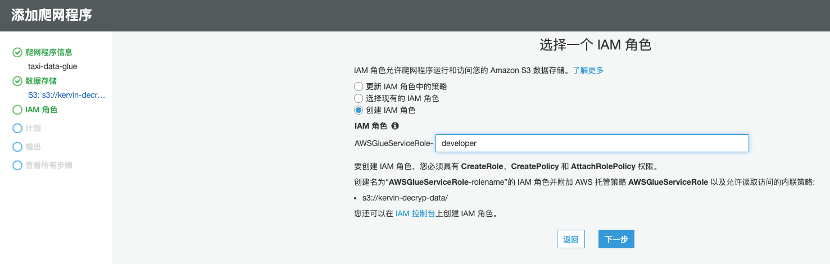 添加爬网程序
爬网程序信息
taxi-data-glue
数据存储
S3: s3://kervin-decry...
IAM 角色
计划
输出
查看所有步骤
选择一个 IAM 角色
IAM 角色允许爬网程序运行和访问您的 Amazon S3 数据存储。了解更多
更新 IAM 角色中的策略
选择现有的 IAM 角色
创建 IAM 角色
IAM 角色
AWSGlueServiceRole- developer
要创建 IAM 角色，您必须具有 CreateRole、CreatePolicy 和 AttachRolePolicy 权限。
创建名为“AWSGlueServiceRole-rolename”的 IAM 角色并附加 AWS 托管策略 AWSGlueServiceRole 以及允许读取访问的内联策略:
• s3://kervin-decryp-data/
您还可以在 IAM 控制台上创建 IAM 角色。
返回 下一步